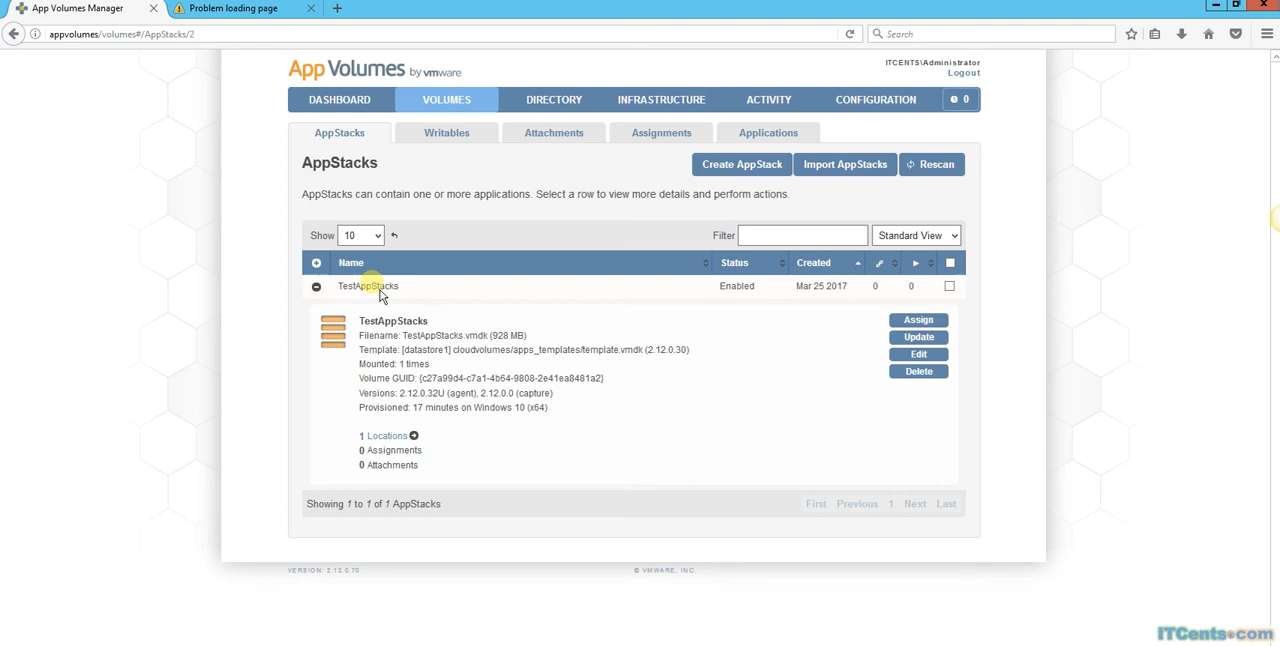 App Volumes Manager
Problem loading page
appvolumes/volumes#/AppStacks/2
Search
App Volumes by vmware
ITCENTS\Administrator
Logout
DASHBOARD
VOLUMES
DIRECTORY
INFRASTRUCTURE
ACTIVITY
CONFIGURATION
0
AppStacks
Writables
Attachments
Assignments
Applications
AppStacks
Create AppStack
Import AppStacks
Rescan
AppStacks can contain one or more applications. Select a row to view more details and perform actions.
Show 10
Filter
Standard View
Name
Status
Created
TestAppStacks
Enabled
Mar 25 2017
0
0
TestAppStacks
Filename: TestAppStacks.vmdk (928 MB)
Template: [datastore1] cloudvolumes/apps_templates/template.vmdk (2.12.0.30)
Mounted: 1 times
Volume GUID: {c27a99d4-c7a1-4b64-9808-2e41ea8481a2}
Versions: 2.12.0.32U (agent), 2.12.0.0 (capture)
Provisioned: 17 minutes on Windows 10 (x64)
1 Locations
0 Assignments
0 Attachments
Assign
Update
Edit
Delete
Showing 1 to 1 of 1 AppStacks
First
Previous
1
Next
Last
VERSION: 2.12.0.70
© VMWARE, INC.
ITCents.com